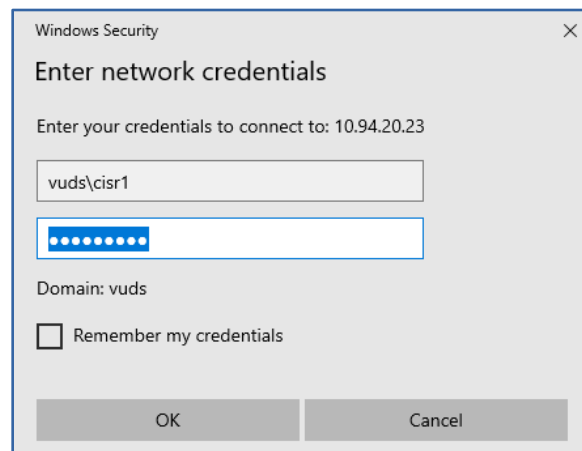 Windows Security
Enter network credentials
Enter your credentials to connect to: 10.94.20.23
vuds\cisr1
●●●●●●●●●
Domain: vuds
Remember my credentials
OK
Cancel